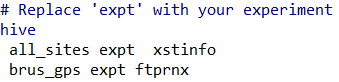 # Replace 'expt' with your experiment
hive
all_sites expt  xstinfo
brus_gps expt ftprnx